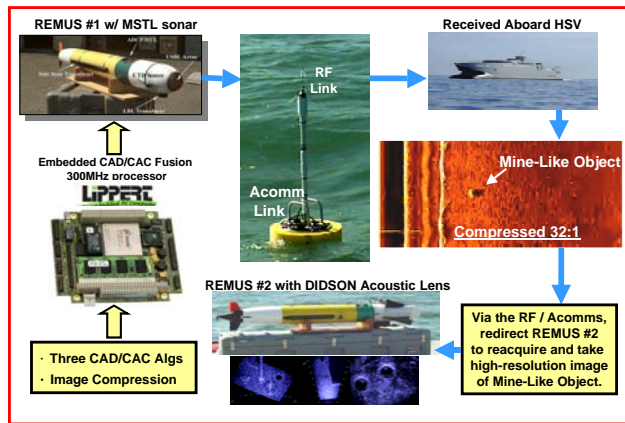 REMUS #1 w/ MSTL sonar
Received Aboard HSV
CTD Sensor
RF
Link
Acomm
Link
Embedded CAD/CAC Fusion
300MHz processor
LiPPERT
Mine-Like Object
Compressed 32:1
REMUS #2 with DIDSON Acoustic Lens
· Three CAD/CAC Algs
· Image Compression
Via the RF / Acomms,
redirect REMUS #2
to reacquire and take
high-resolution image
of Mine-Like Object.